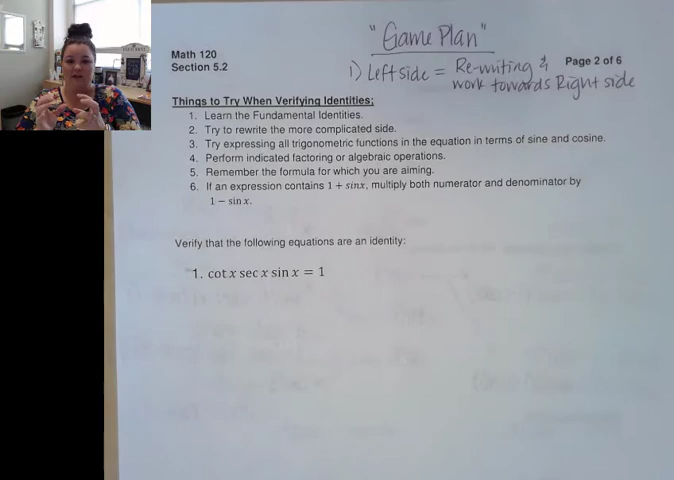 "Game Plan"
Math 120
Section 5.2
Page 2 of 6
1) Left side = Re-writing &
work towards Right side
Things to Try When Verifying Identities:
1. Learn the Fundamental Identities.
2. Try to rewrite the more complicated side.
3. Try expressing all trigonometric functions in the equation in terms of sine and cosine.
4. Perform indicated factoring or algebraic operations.
5. Remember the formula for which you are aiming.
6. If an expression contains 1 + sinx, multiply both numerator and denominator by
1 − sin x.
Verify that the following equations are an identity:
1. cot x sec x sin x = 1